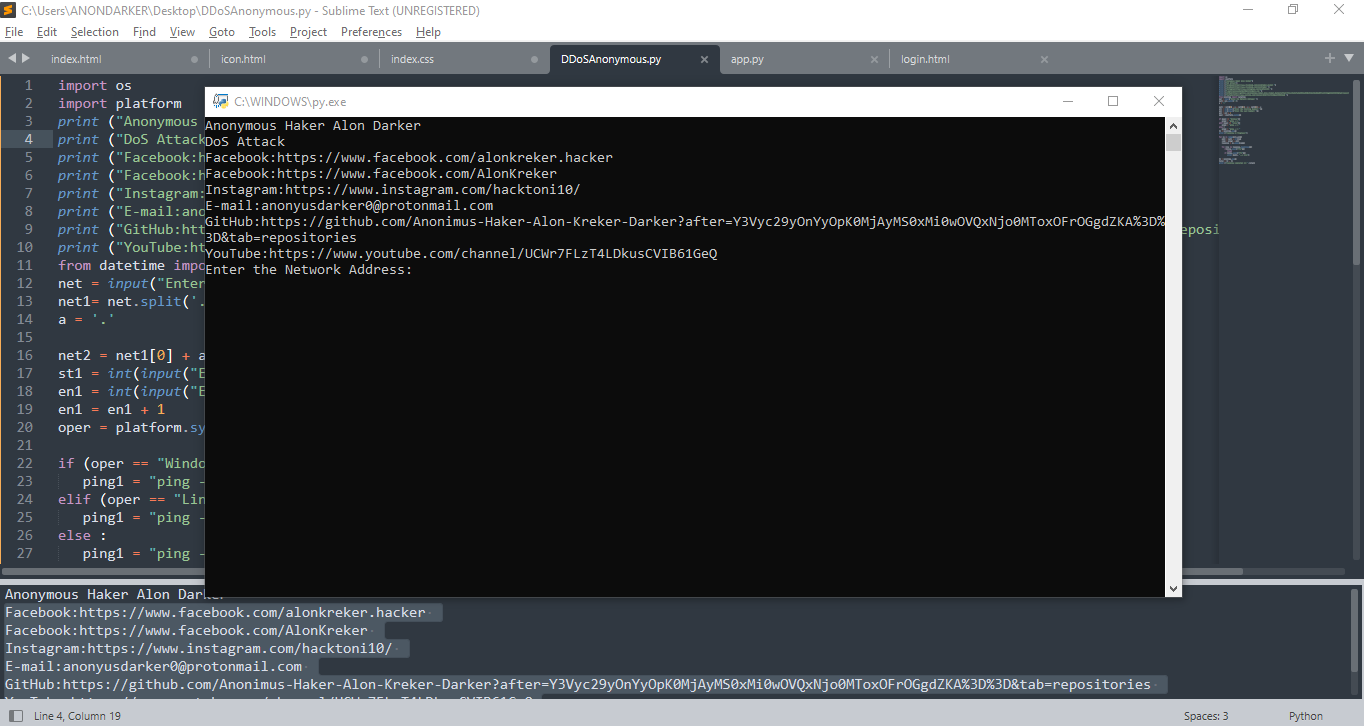 C:\Users\ANONDARKER\Desktop\DDoSAnonymous.py - Sublime Text (UNREGISTERED)
File Edit Selection Find View Goto Tools Project Preferences Help
index.html icon.html index.css DDoSAnonymous.py app.py login.html
1 import os
2 import platform
3 print ("Anonymous
4 print ("DoS Attack
5 print ("Facebook:h
6 print ("Facebook:h
7 print ("Instagram:
8 print ("E-mail:ano
9 print ("GitHub:htt
10 print ("YouTube:ht
11 from datetime impo
12 net = input("Enter
13 net1= net.split('.
14 a = '.'
15
16 net2 = net1[0] + a
17 st1 = int(input("E
18 en1 = int(input("E
19 en1 = en1 + 1
20 oper = platform.sy
21
22 if (oper == "Windo
23 ping1 = "ping -
24 elif (oper == "Lin
25 ping1 = "ping -
26 else :
27 ping1 = "ping -
eposi
C:\WINDOWS\py.exe
Anonymous Haker Alon Darker
DoS Attack
Facebook:https://www.facebook.com/alonkreker.hacker
Facebook:https://www.facebook.com/AlonKreker
Instagram:https://www.instagram.com/hacktoni10/
E-mail:anonyusdarker0@protonmail.com
GitHub:https://github.com/Anonimus-Haker-Alon-Kreker-Darker?after=Y3Vyc29yOnYyOpK0MjAyMS0xMi0wOVQxNjo0MToxOFrOGgdZKA%3D%
3D&tab=repositories
YouTube:https://www.youtube.com/channel/UCWr7FLzT4LDkusCVIB61GeQ
Enter the Network Address:
Anonymous Haker Alon Darker
Facebook:https://www.facebook.com/alonkreker.hacker
Facebook:https://www.facebook.com/AlonKreker
Instagram:https://www.instagram.com/hacktoni10/
E-mail:anonyusdarker0@protonmail.com
GitHub:https://github.com/Anonimus-Haker-Alon-Kreker-Darker?after=Y3Vyc29yOnYyOpK0MjAyMS0xMi0wOVQxNjo0MToxOFrOGgdZKA%3D%3D&tab=repositories
Line 4, Column 19 Spaces: 3 Python